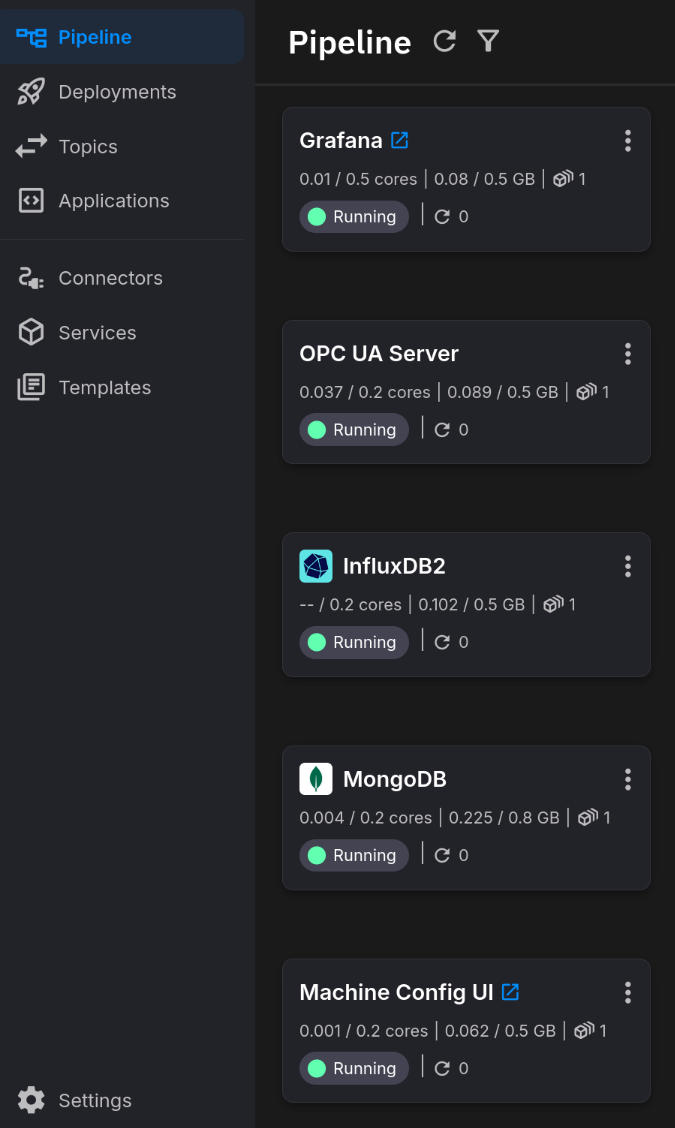 Pipeline
Deployments
Topics
Applications
Connectors
Services
Templates
Settings
Pipeline
Grafana
0.01 / 0.5 cores | 0.08 / 0.5 GB | 1
Running | 0
OPC UA Server
0.037 / 0.2 cores | 0.089 / 0.5 GB | 1
Running | 0
InfluxDB2
-- / 0.2 cores | 0.102 / 0.5 GB | 1
Running | 0
MongoDB
0.004 / 0.2 cores | 0.225 / 0.8 GB | 1
Running | 0
Machine Config UI
0.001 / 0.2 cores | 0.062 / 0.5 GB | 1
Running | 0